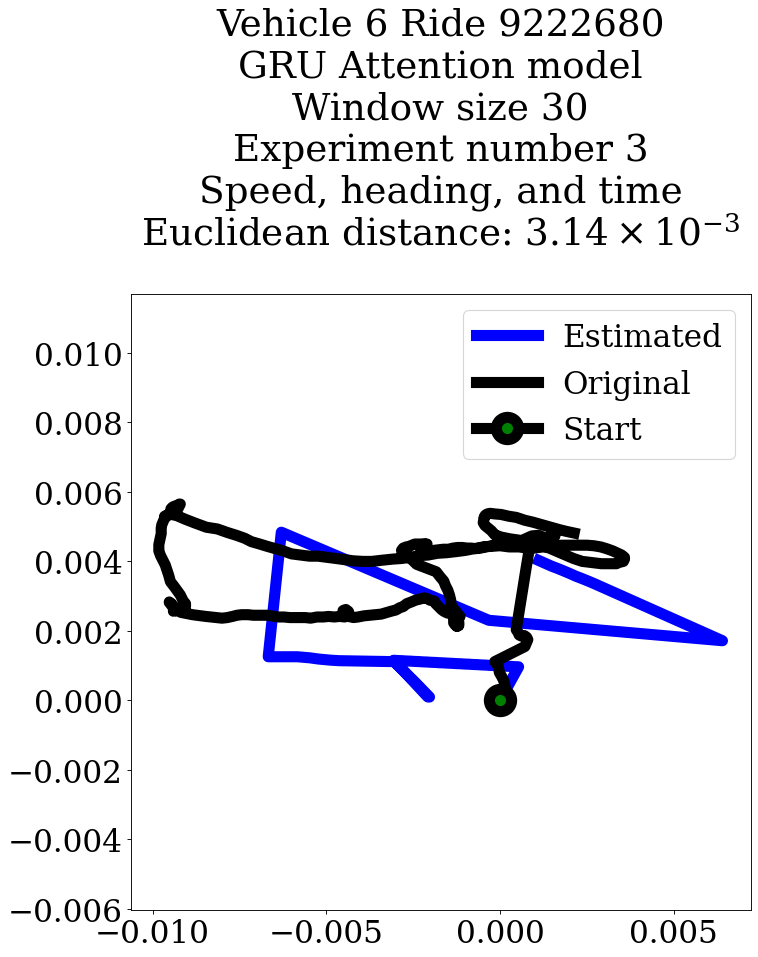 Vehicle 6 Ride 9222680
GRU Attention model
Window size 30
Experiment number 3
Speed, heading, and time
Euclidean distance: 3.14 × 10⁻³
Estimated
Original
Start
0.010
0.008
0.006
0.004
0.002
0.000
−0.002
−0.004
−0.006
−0.010
−0.005
0.000
0.005